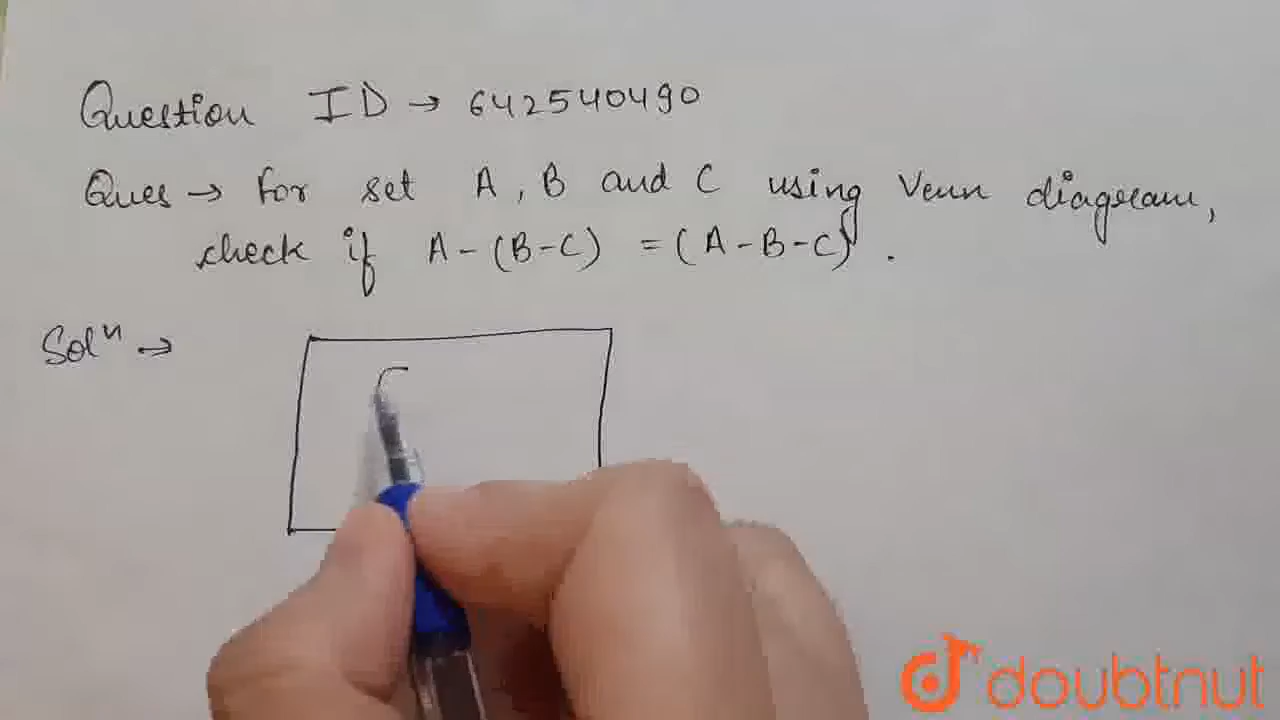 Question ID → 642540490
Ques → For set A, B and C using Venn diagram,
check if A - (B - C) = (A - B - C).
Solⁿ →
doubtnut